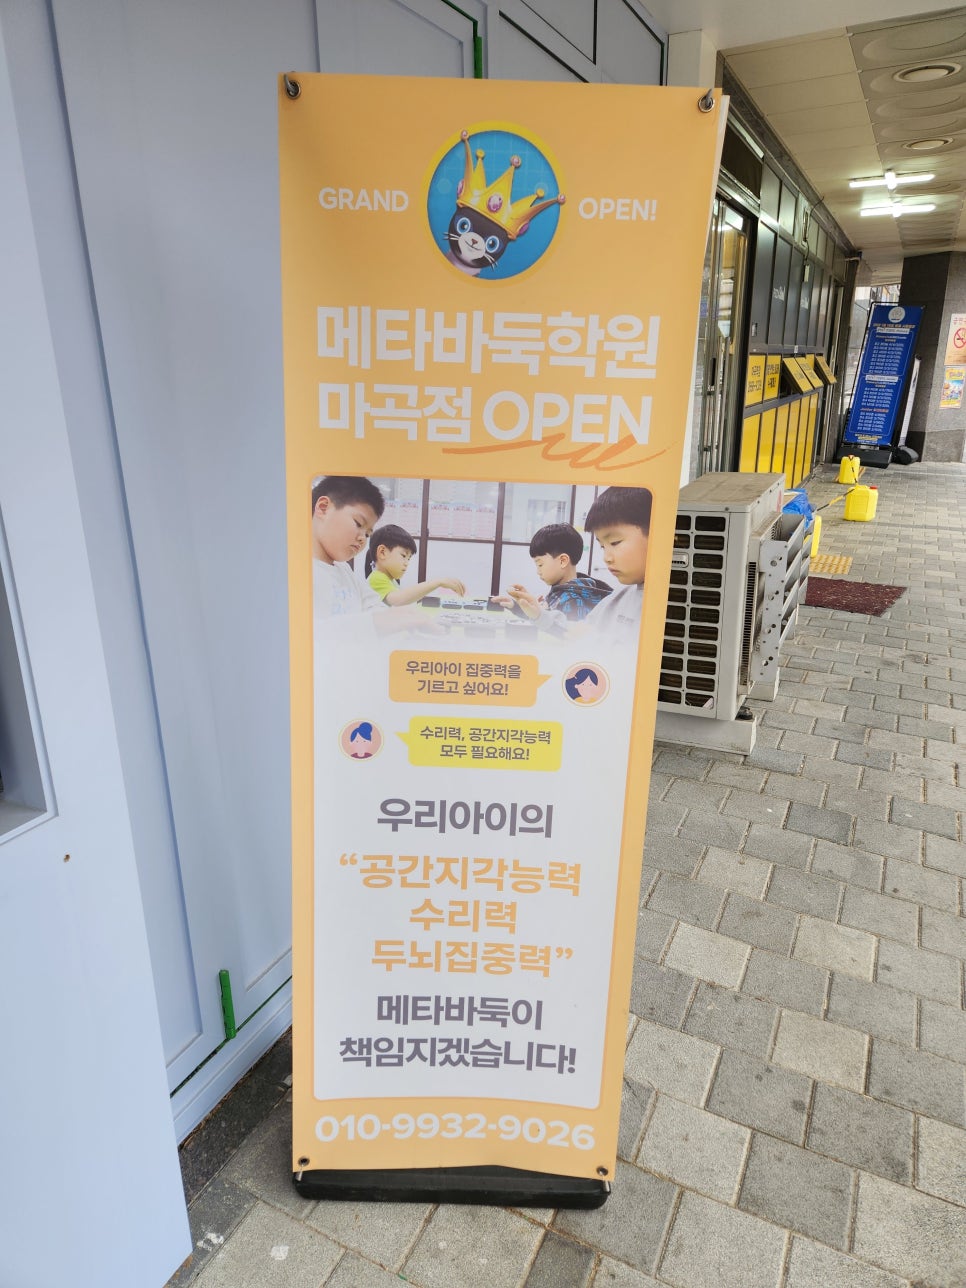 GRAND OPEN!
메타바둑학원
마곡점 OPEN
우리아이 집중력을
기르고 싶어요!
수리력, 공간지각능력
모두 필요해요!
우리아이의
“공간지각능력
수리력
두뇌집중력”
메타바둑이
책임지겠습니다!
010-9932-9026